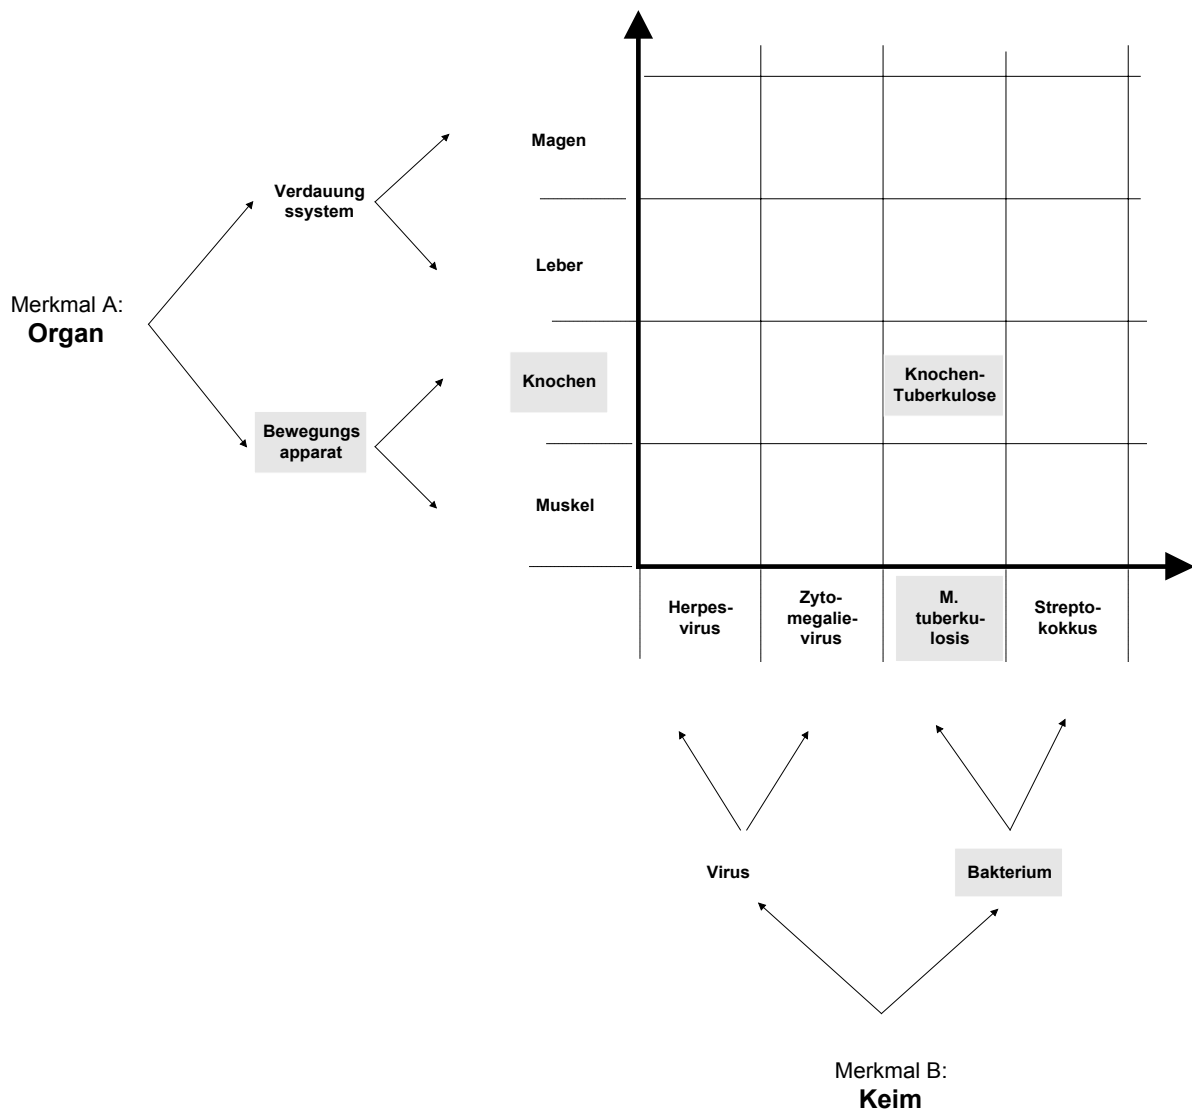 Magen
Verdauung
ssystem
Leber
Merkmal A:
Organ
Knochen
Knochen-
Tuberkulose
Bewegungs
apparat
Muskel
Herpes-
virus
Zyto-
megalie-
virus
M.
tuberku-
losis
Strepto-
kokkus
Virus
Bakterium
Merkmal B:
Keim